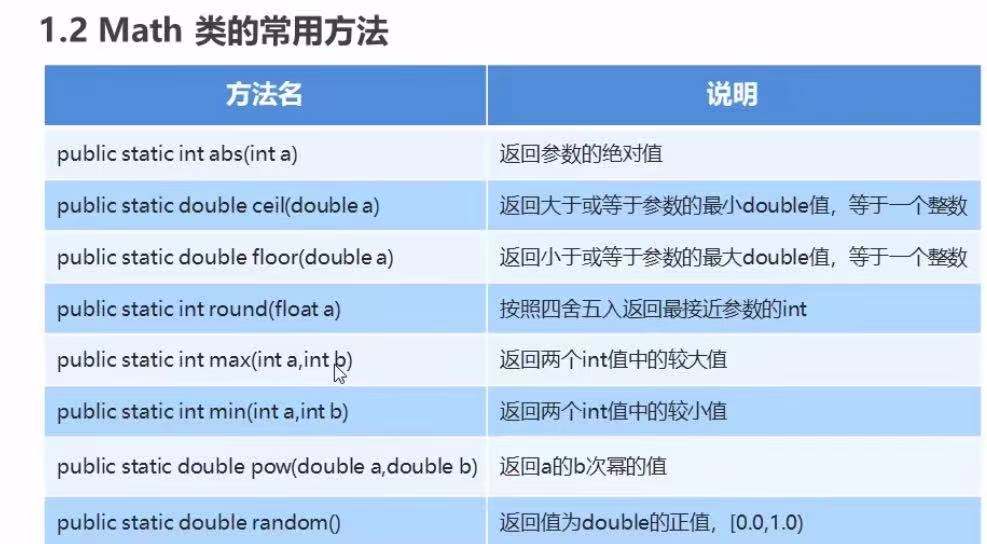 1.2 Math 类的常用方法
方法名 说明
public static int abs(int a) 返回参数的绝对值
public static double ceil(double a) 返回大于或等于参数的最小double值，等于一个整数
public static double floor(double a) 返回小于或等于参数的最大double值，等于一个整数
public static int round(float a) 按照四舍五入返回最接近参数的int
public static int max(int a,int b) 返回两个int值中的较大值
public static int min(int a,int b) 返回两个int值中的较小值
public static double pow(double a,double b) 返回a的b次幂的值
public static double random() 返回值为double的正值，[0.0,1.0)